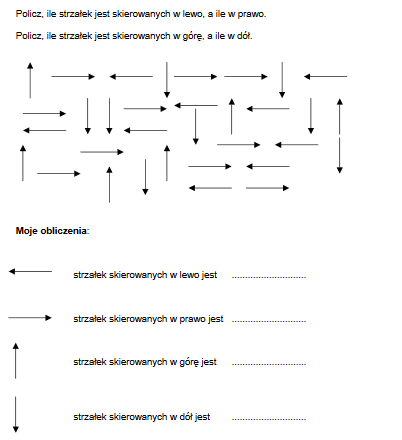 Policz, ile strzałek jest skierowanych w lewo, a ile w prawo.
Policz, ile strzałek jest skierowanych w górę, a ile w dół.
Moje obliczenia:
strzałek skierowanych w lewo jest ............................
strzałek skierowanych w prawo jest ............................
strzałek skierowanych w górę jest ............................
strzałek skierowanych w dół jest ............................